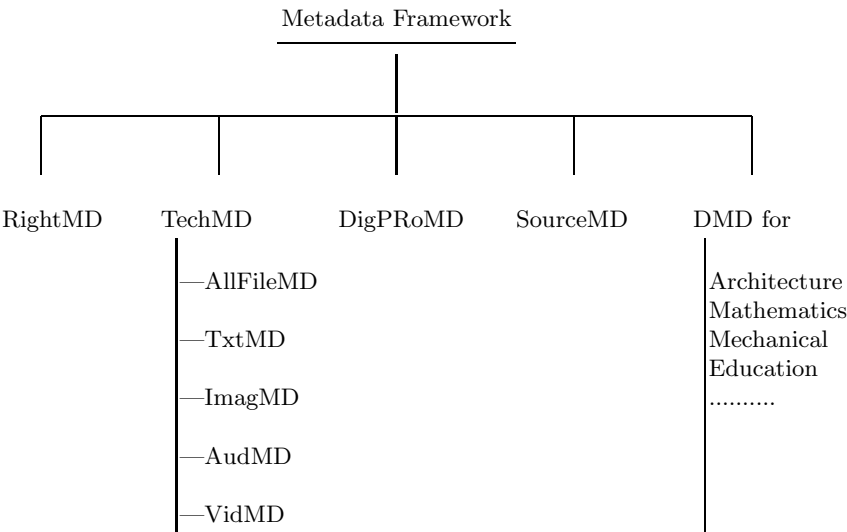 Metadata Framework
RightMD TechMD DigPRoMD SourceMD DMD for
—AllFileMD
—TxtMD
—ImagMD
—AudMD
—VidMD
Architecture
Mathematics
Mechanical
Education
..........